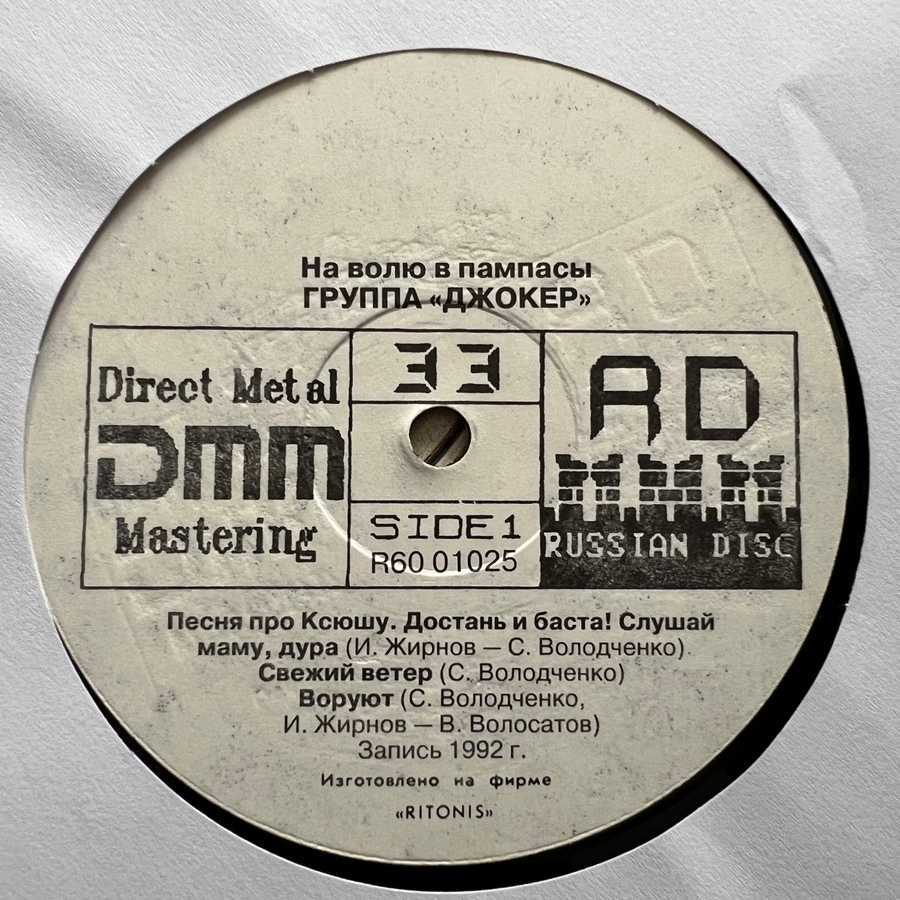 На волю в пампасы
ГРУППА «ДЖОКЕР»
Direct Metal
DMM
Mastering
33
SIDE 1
R60 01025
RD
RUSSIAN DISC
Песня про Ксюшу. Достань и баста! Слушай
маму, дура (И. Жирнов — С. Володченко)
Свежий ветер (С. Володченко)
Воруют (С. Володченко,
И. Жирнов — В. Волосатов)
Запись 1992 г.
Изготовлено на фирме
«RITONIS»